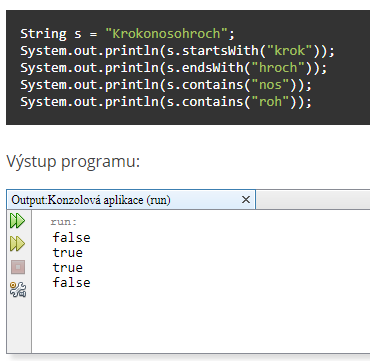 String s = "Krokonosohroch";
System.out.println(s.startsWith("krok"));
System.out.println(s.endsWith("hroch"));
System.out.println(s.contains("nos"));
System.out.println(s.contains("roh"));
Výstup programu:
Output:Konzolová aplikace (run)
run:
false
true
true
false